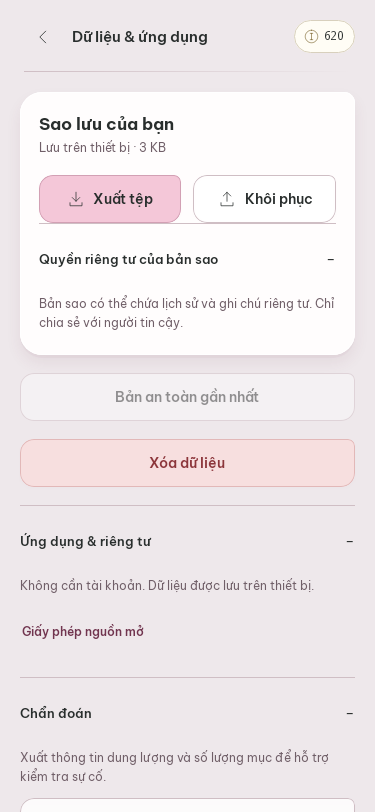 Dữ liệu & ứng dụng
620
Sao lưu của bạn
Lưu trên thiết bị · 3 KB
Xuất tệp
Khôi phục
Quyền riêng tư của bản sao
–
Bản sao có thể chứa lịch sử và ghi chú riêng tư. Chỉ
chia sẻ với người tin cậy.
Bản an toàn gần nhất
Xóa dữ liệu
Ứng dụng & riêng tư
–
Không cần tài khoản. Dữ liệu được lưu trên thiết bị.
Giấy phép nguồn mở
Chẩn đoán
–
Xuất thông tin dung lượng và số lượng mục để hỗ trợ
kiểm tra sự cố.